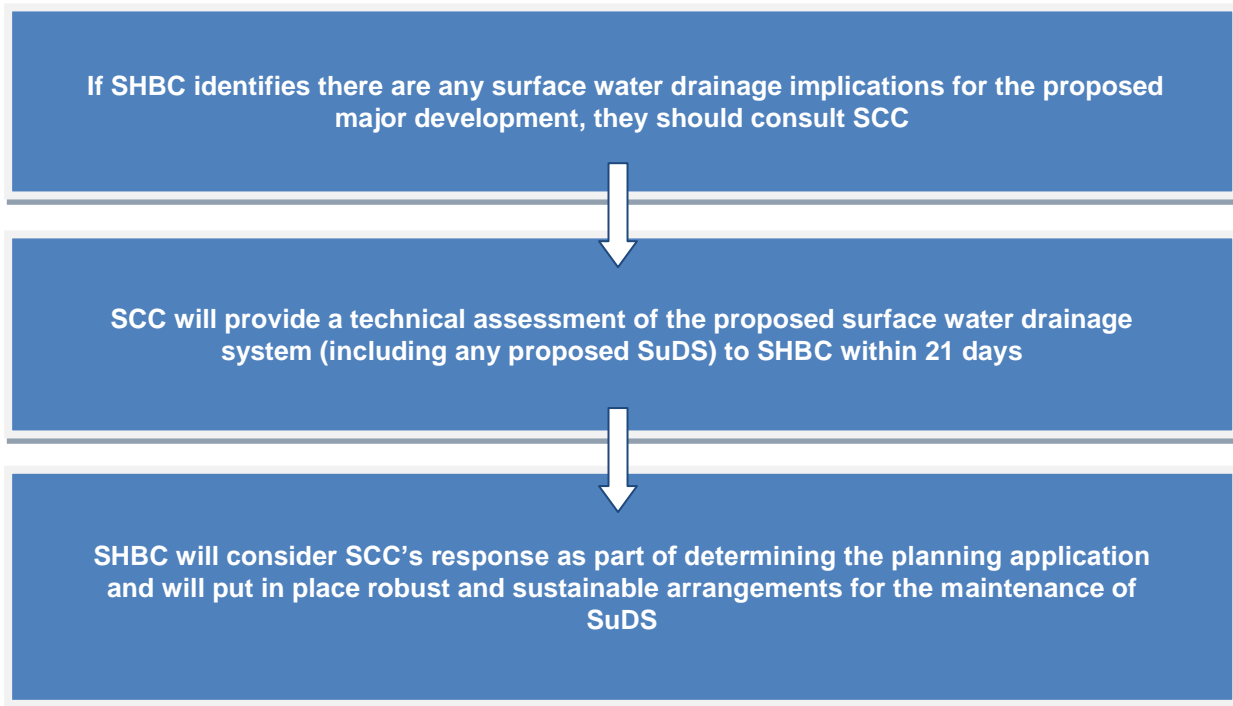 If SHBC identifies there are any surface water drainage implications for the proposed
major development, they should consult SCC
SCC will provide a technical assessment of the proposed surface water drainage
system (including any proposed SuDS) to SHBC within 21 days
SHBC will consider SCC’s response as part of determining the planning application
and will put in place robust and sustainable arrangements for the maintenance of
SuDS